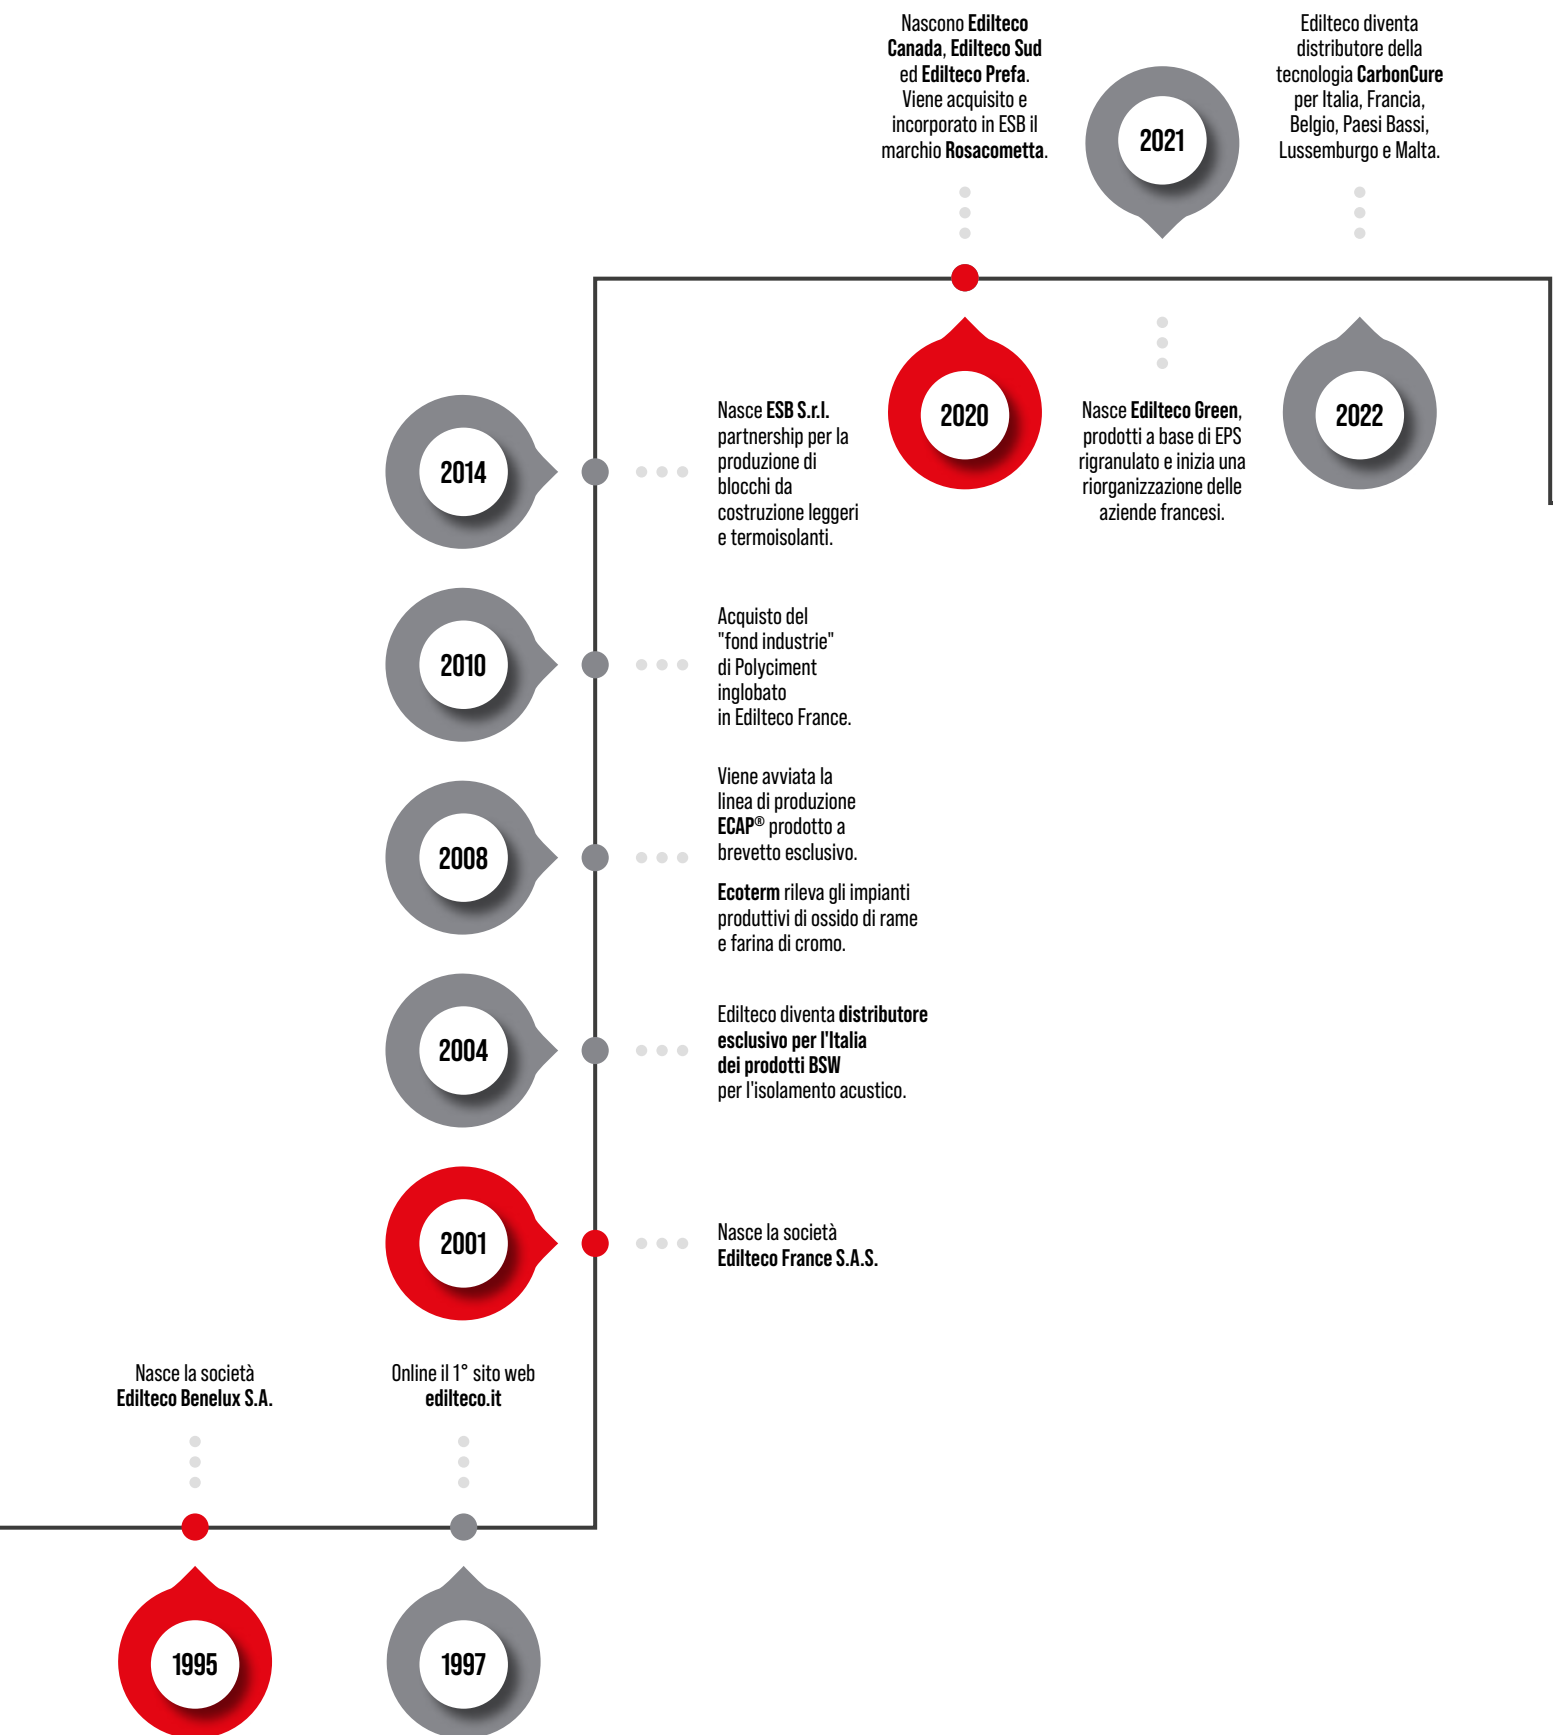 Nascono Edilteco
Canada, Edilteco Sud
ed Edilteco Prefa.
Viene acquisito e
incorporato in ESB il
marchio Rosacometta.
2021
Edilteco diventa
distributore della
tecnologia CarbonCure
per Italia, Francia,
Belgio, Paesi Bassi,
Lussemburgo e Malta.
2020
Nasce Edilteco Green,
prodotti a base di EPS
rigranulato e inizia una
riorganizzazione delle
aziende francesi.
2022
2014
Nasce ESB S.r.l.
partnership per la
produzione di
blocchi da
costruzione leggeri
e termoisolanti.
2010
Acquisto del
"fond industrie"
di Polyciment
inglobato
in Edilteco France.
2008
Viene avviata la
linea di produzione
ECAP® prodotto a
brevetto esclusivo.
Ecoterm rileva gli impianti
produttivi di ossido di rame
e farina di cromo.
2004
Edilteco diventa distributore
esclusivo per l'Italia
dei prodotti BSW
per l'isolamento acustico.
2001
Nasce la società
Edilteco France S.A.S.
Nasce la società
Edilteco Benelux S.A.
Online il 1° sito web
edilteco.it
1995
1997